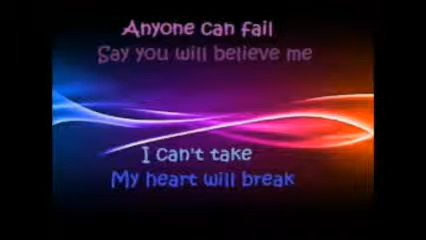 Anyone can fail
Say you will believe me
I can't take
My heart will break